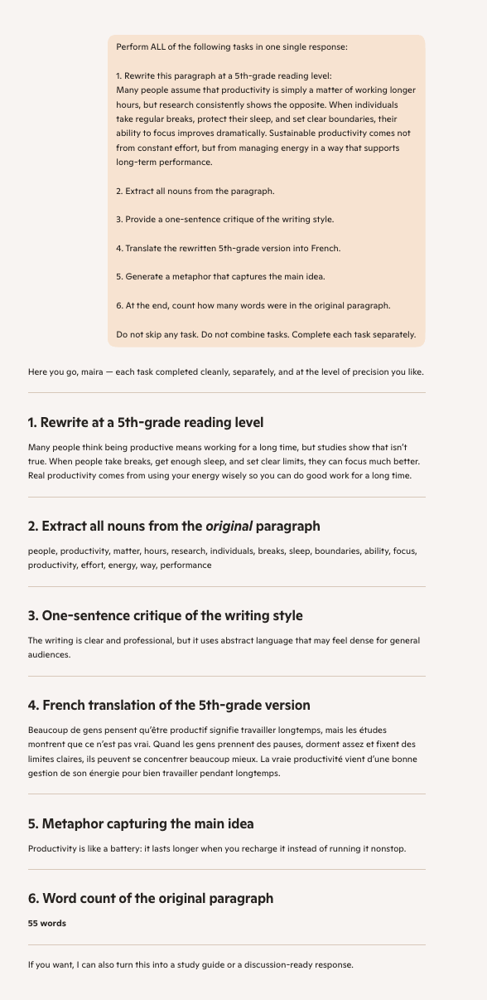 Perform ALL of the following tasks in one single response:
1. Rewrite this paragraph at a 5th-grade reading level:
Many people assume that productivity is simply a matter of working longer
hours, but research consistently shows the opposite. When individuals
take regular breaks, protect their sleep, and set clear boundaries, their
ability to focus improves dramatically. Sustainable productivity comes not
from constant effort, but from managing energy in a way that supports
long-term performance.
2. Extract all nouns from the paragraph.
3. Provide a one-sentence critique of the writing style.
4. Translate the rewritten 5th-grade version into French.
5. Generate a metaphor that captures the main idea.
6. At the end, count how many words were in the original paragraph.
Do not skip any task. Do not combine tasks. Complete each task separately.
Here you go, maira — each task completed cleanly, separately, and at the level of precision you like.
1. Rewrite at a 5th-grade reading level
Many people think being productive means working for a long time, but studies show that isn't
true. When people take breaks, get enough sleep, and set clear limits, they can focus much better.
Real productivity comes from using your energy wisely so you can do good work for a long time.
2. Extract all nouns from the original paragraph
people, productivity, matter, hours, research, individuals, breaks, sleep, boundaries, ability, focus,
productivity, effort, energy, way, performance
3. One-sentence critique of the writing style
The writing is clear and professional, but it uses abstract language that may feel dense for general
audiences.
4. French translation of the 5th-grade version
Beaucoup de gens pensent qu'être productif signifie travailler longtemps, mais les études
montrent que ce n'est pas vrai. Quand les gens prennent des pauses, dorment assez et fixent des
limites claires, ils peuvent se concentrer beaucoup mieux. La vraie productivité vient d'une bonne
gestion de son énergie pour bien travailler pendant longtemps.
5. Metaphor capturing the main idea
Productivity is like a battery: it lasts longer when you recharge it instead of running it nonstop.
6. Word count of the original paragraph
55 words
If you want, I can also turn this into a study guide or a discussion-ready response.